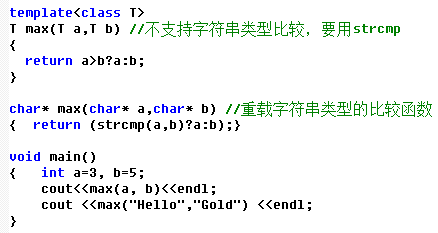 template<class T>
T max(T a,T b) //不支持字符串类型比较，要用strcmp
{
  return a>b?a:b;
}
char* max(char* a,char* b) //重载字符串类型的比较函数
{  return (strcmp(a,b)?a:b);}
void main()
{    int a=3, b=5;
   cout<<max(a, b)<<endl;
   cout <<max("Hello","Gold") <<endl;
}